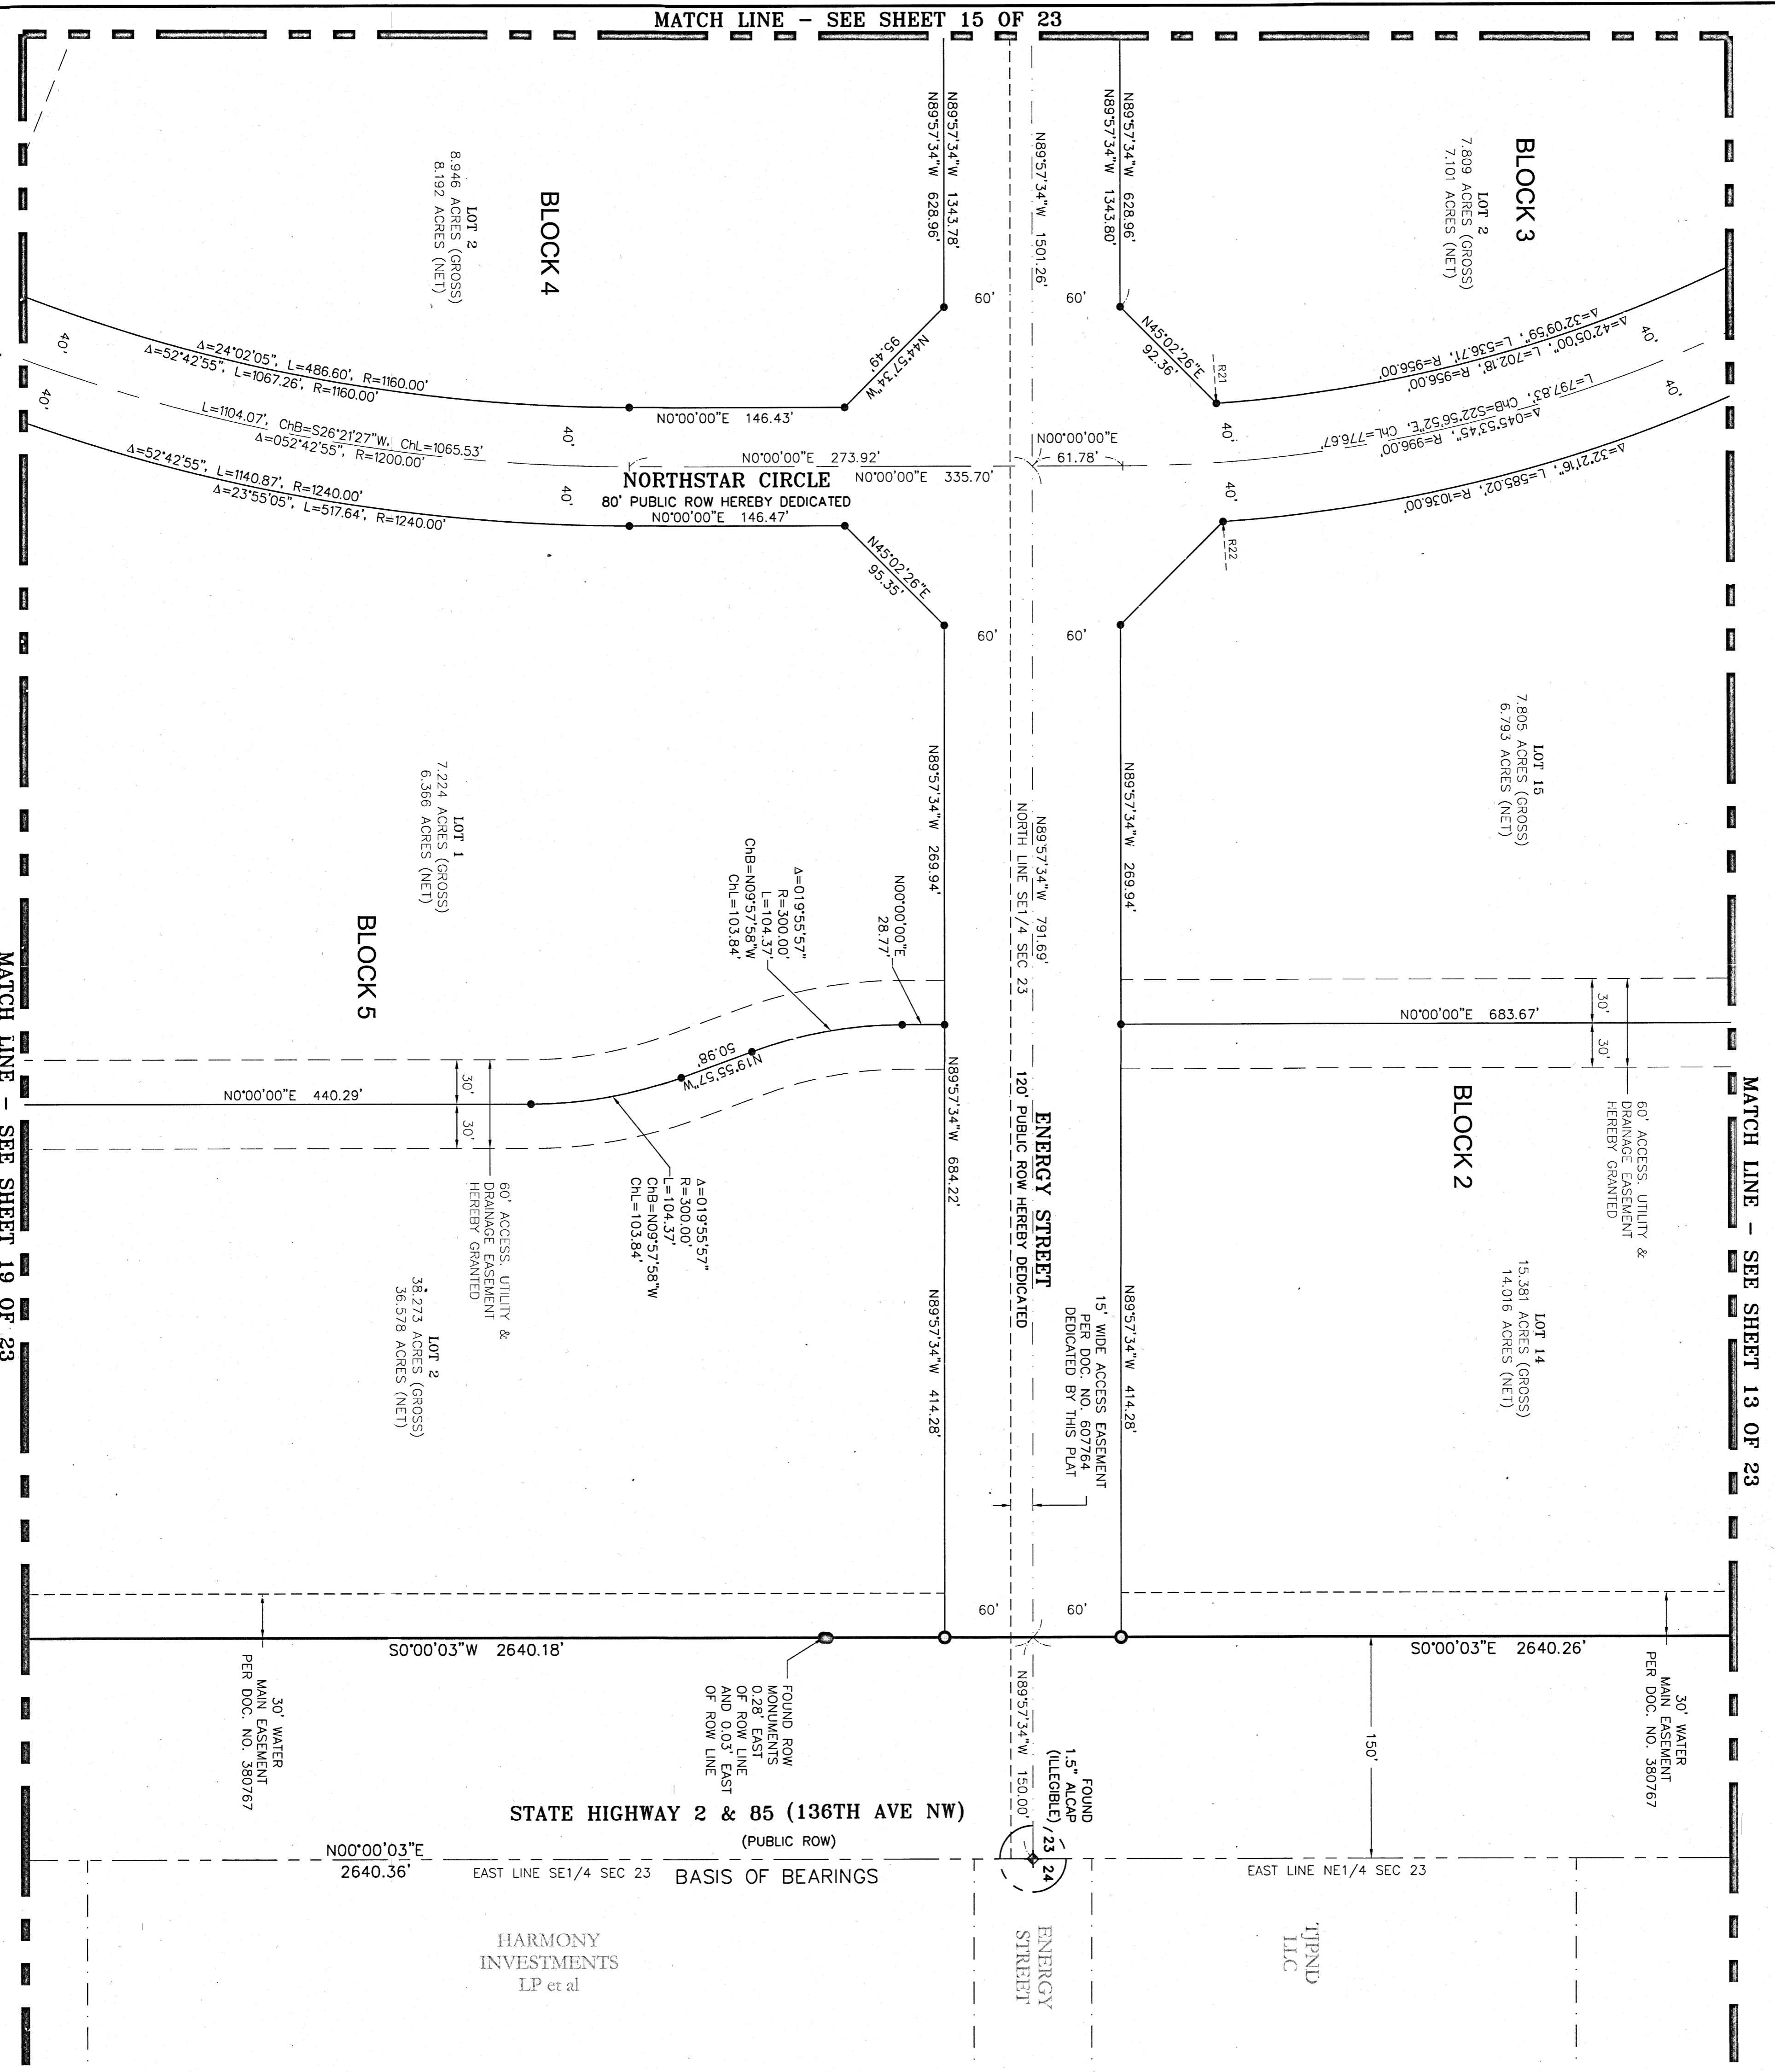 MATCH LINE - SEE SHEET 15 OF 23
BLOCK 3
LOT 2
7.809 ACRES (GROSS)
7.101 ACRES (NET)
N89°57'34"W 628.96'
N89°57'34"W 1343.80'
N89°57'34"W 1501.26'
N89°57'34"W 1343.78'
N89°57'34"W 628.96'
BLOCK 4
LOT 2
8.946 ACRES (GROSS)
8.192 ACRES (NET)
60'
60'
N45°02'26"E
92.36'
R21
Δ=32°09'59", L=536.71', R=956.00'
Δ=42°05'00", L=702.18', R=956.00'
40'
40'
Δ=045°53'45", R=996.00'
L=797.83', ChB=S22°56'52"E, ChL=776.67'
Δ=32°21'16", L=585.02', R=1036.00'
40'
40'
R22
N44°57'34"W
95.49'
Δ=24°02'05", L=486.60', R=1160.00'
Δ=52°42'55", L=1067.26', R=1160.00'
40'
40'
L=1104.07', ChB=S26°21'27"W, ChL=1065.53'
Δ=052°42'55", R=1200.00'
Δ=52°42'55", L=1140.87', R=1240.00'
Δ=23°55'05", L=517.64', R=1240.00'
40'
40'
N0°00'00"E 146.43'
N0°00'00"E 273.92'
N00°00'00"E
61.78'
N0°00'00"E 335.70'
NORTHSTAR CIRCLE
80' PUBLIC ROW HEREBY DEDICATED
N0°00'00"E 146.47'
N45°02'26"E
95.35'
60'
60'
LOT 15
7.805 ACRES (GROSS)
6.793 ACRES (NET)
N89°57'34"W 269.94'
N89°57'34"W 791.69'
NORTH LINE SE1/4 SEC 23
N89°57'34"W 269.94'
N00°00'00"E
28.77'
Δ=019°55'57"
R=300.00'
L=104.37'
ChB=N09°57'58"W
ChL=103.84'
LOT 1
7.224 ACRES (GROSS)
6.366 ACRES (NET)
BLOCK 5
N19°55'57"W
50.98'
N0°00'00"E 683.67'
30'
30'
60' ACCESS, UTILITY &
DRAINAGE EASEMENT
HEREBY GRANTED
N0°00'00"E 440.29'
30'
30'
60' ACCESS, UTILITY &
DRAINAGE EASEMENT
HEREBY GRANTED
Δ=019°55'57"
R=300.00'
L=104.37'
ChB=N09°57'58"W
ChL=103.84'
N89°57'34"W 684.22'
MATCH LINE - SEE SHEET 13 OF 23
MATCH LINE - SEE SHEET 19 OF 23
BLOCK 2
LOT 14
15.381 ACRES (GROSS)
14.016 ACRES (NET)
ENERGY STREET
120' PUBLIC ROW HEREBY DEDICATED
15' WIDE ACCESS EASEMENT
PER DOC. NO. 607764
DEDICATED BY THIS PLAT
N89°57'34"W 414.28'
N89°57'34"W 414.28'
LOT 2
38.273 ACRES (GROSS)
36.578 ACRES (NET)
60'
60'
S0°00'03"W 2640.18'
S0°00'03"E 2640.26'
30' WATER
MAIN EASEMENT
PER DOC. NO. 380767
30' WATER
MAIN EASEMENT
PER DOC. NO. 380767
FOUND ROW
MONUMENTS
0.28' EAST
OF ROW LINE
AND 0.03' EAST
OF ROW LINE
N89°57'34"W 150.00'
150'
FOUND
1.5" ALCAP
(ILLEGIBLE)
23
24
STATE HIGHWAY 2 & 85 (136TH AVE NW)
(PUBLIC ROW)
N00°00'03"E
2640.36'
EAST LINE SE1/4 SEC 23
BASIS OF BEARINGS
EAST LINE NE1/4 SEC 23
HARMONY
INVESTMENTS
LP et al
ENERGY
STREET
TJPND
LLC